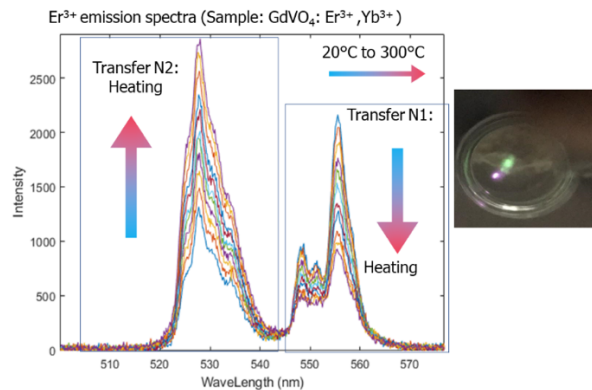 Er³⁺ emission spectra (Sample: GdVO₄: Er³⁺ ,Yb³⁺)
20°C to 300°C
Transfer N2:
Heating
Transfer N1:
Heating
Intensity
2500
2000
1500
1000
500
0
510
520
530
540
550
560
570
WaveLength (nm)